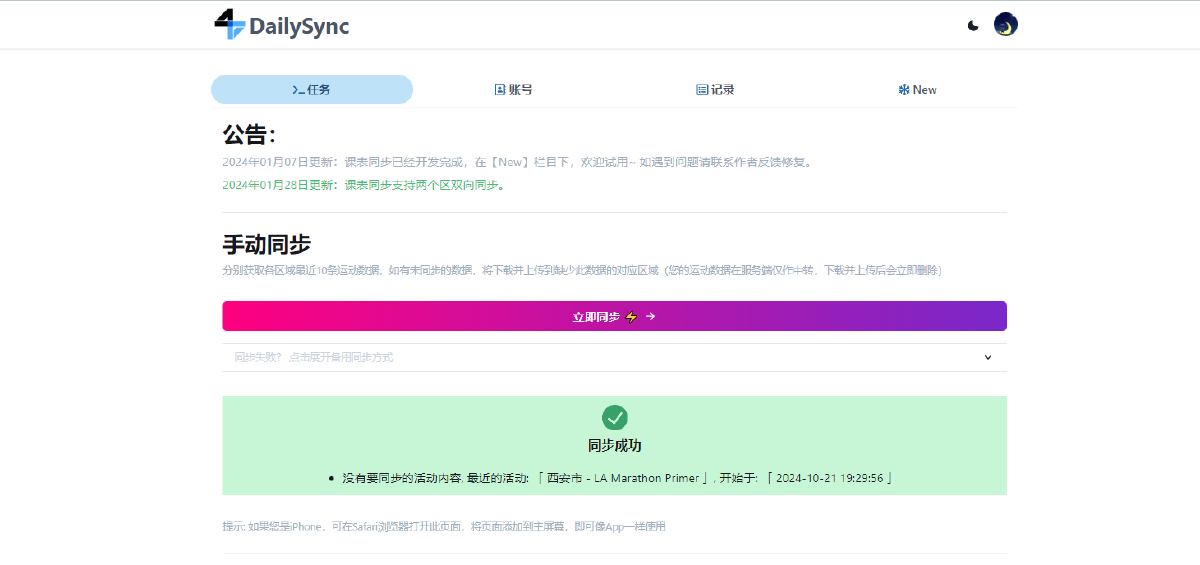 DailySync
任务
账号
记录
New
公告：
2024年01月07日更新：课表同步已经开发完成，在【New】栏目下，欢迎试用~ 如遇到问题请联系作者反馈修复。
2024年01月28日更新：课表同步支持两个区双向同步。
手动同步
分别获取各区域最近10条运动数据，如有未同步的数据，将下载并上传到缺少此数据的对应区域（您的运动数据在服务端仅作中转，下载并上传后会立即删除）
立即同步 ⚡ →
同步失败？ 点击展开备用同步方式
同步成功
• 没有要同步的活动内容, 最近的活动: 「 西安市 - LA Marathon Primer 」, 开始于: 「 2024-10-21 19:29:56 」
提示: 如果您是iPhone，可在Safari浏览器打开此页面，将页面添加到主屏幕，即可像App一样使用